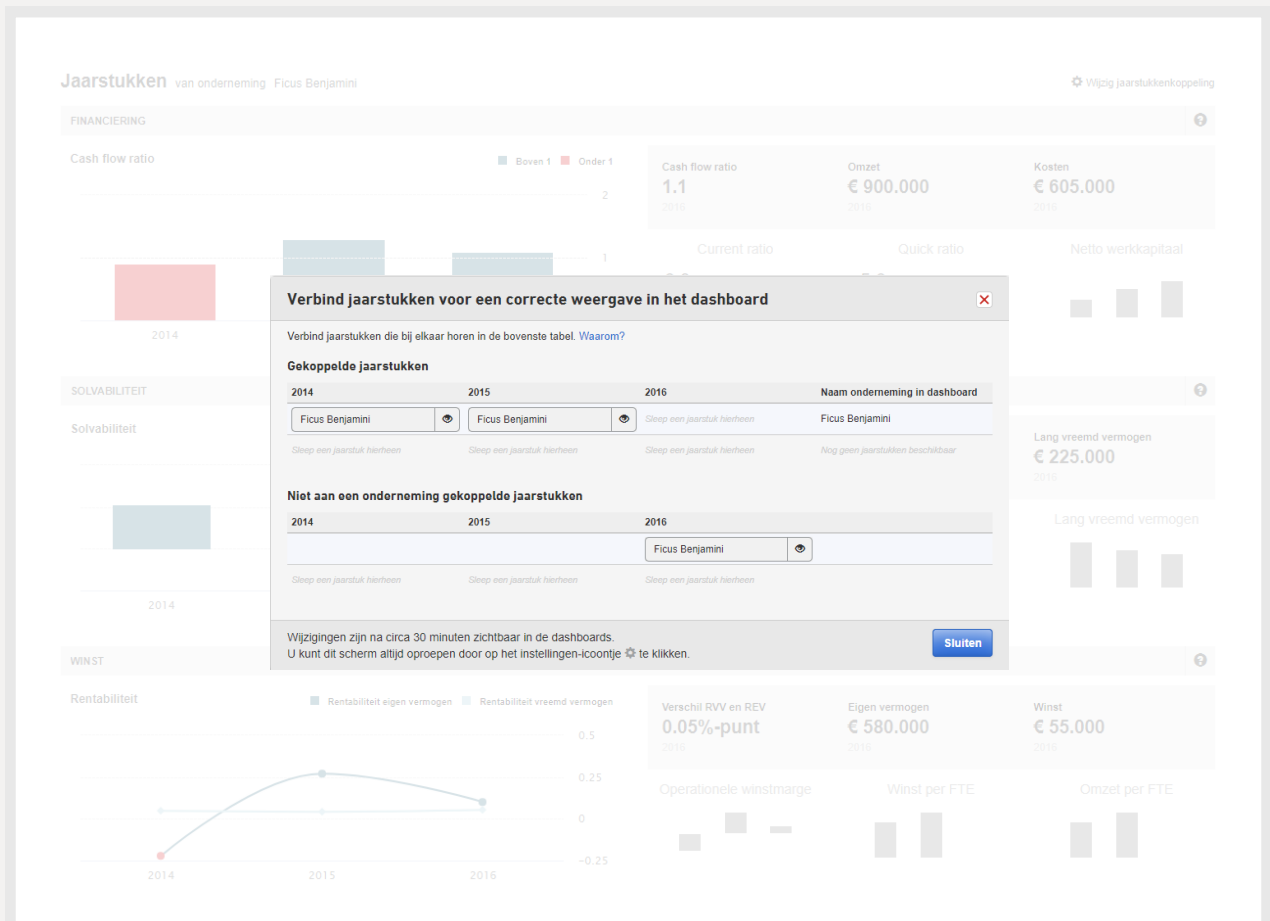 Jaarstukken van onderneming Ficus Benjamini
Wijzig jaarstukkenkoppeling
FINANCIERING
Cash flow ratio
Boven 1 Onder 1
2
1
2014
Cash flow ratio Omzet Kosten
1.1 € 900.000 € 605.000
2016 2016 2016
Current ratio Quick ratio Netto werkkapitaal
Verbind jaarstukken voor een correcte weergave in het dashboard
Verbind jaarstukken die bij elkaar horen in de bovenste tabel. Waarom?
Gekoppelde jaarstukken
2014 2015 2016 Naam onderneming in dashboard
Ficus Benjamini Ficus Benjamini Sleep een jaarstuk hierheen Ficus Benjamini
Sleep een jaarstuk hierheen Sleep een jaarstuk hierheen Sleep een jaarstuk hierheen Nog geen jaarstukken beschikbaar
Niet aan een onderneming gekoppelde jaarstukken
2014 2015 2016
Ficus Benjamini
Sleep een jaarstuk hierheen Sleep een jaarstuk hierheen Sleep een jaarstuk hierheen
Wijzigingen zijn na circa 30 minuten zichtbaar in de dashboards.
U kunt dit scherm altijd oproepen door op het instellingen-icoontje te klikken.
Sluiten
SOLVABILITEIT
Solvabiliteit
2014
Lang vreemd vermogen
€ 225.000
2016
Lang vreemd vermogen
WINST
Rentabiliteit
Rentabiliteit eigen vermogen Rentabiliteit vreemd vermogen
0.5
0.25
0
−0.25
2014 2015 2016
Verschil RVV en REV Eigen vermogen Winst
0.05%-punt € 580.000 € 55.000
2016 2016 2016
Operationele winstmarge Winst per FTE Omzet per FTE